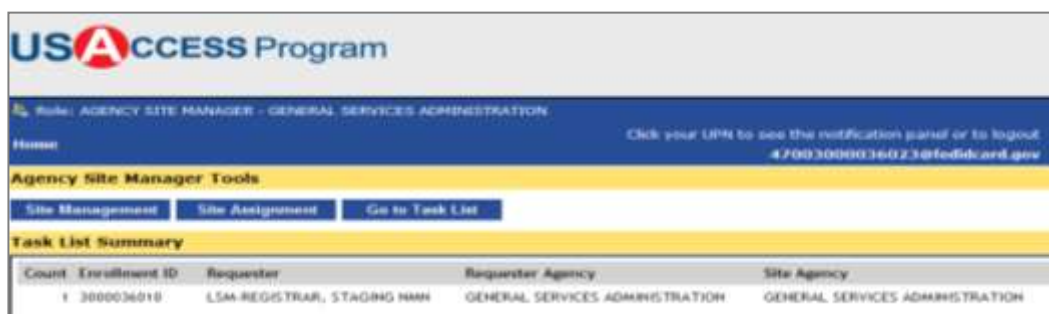 USACCESS Program
Role: AGENCY SITE MANAGER - GENERAL SERVICES ADMINISTRATION
Home
Click your UPN to see the notification panel or to logout
47003000036023@fedidcard.gov
Agency Site Manager Tools
Site Management Site Assignment Go to Task List
Task List Summary
Count Enrollment ID Requester Requester Agency Site Agency
1 3000036010 LSM-REGISTRAR, STAGING NMN GENERAL SERVICES ADMINISTRATION GENERAL SERVICES ADMINISTRATION